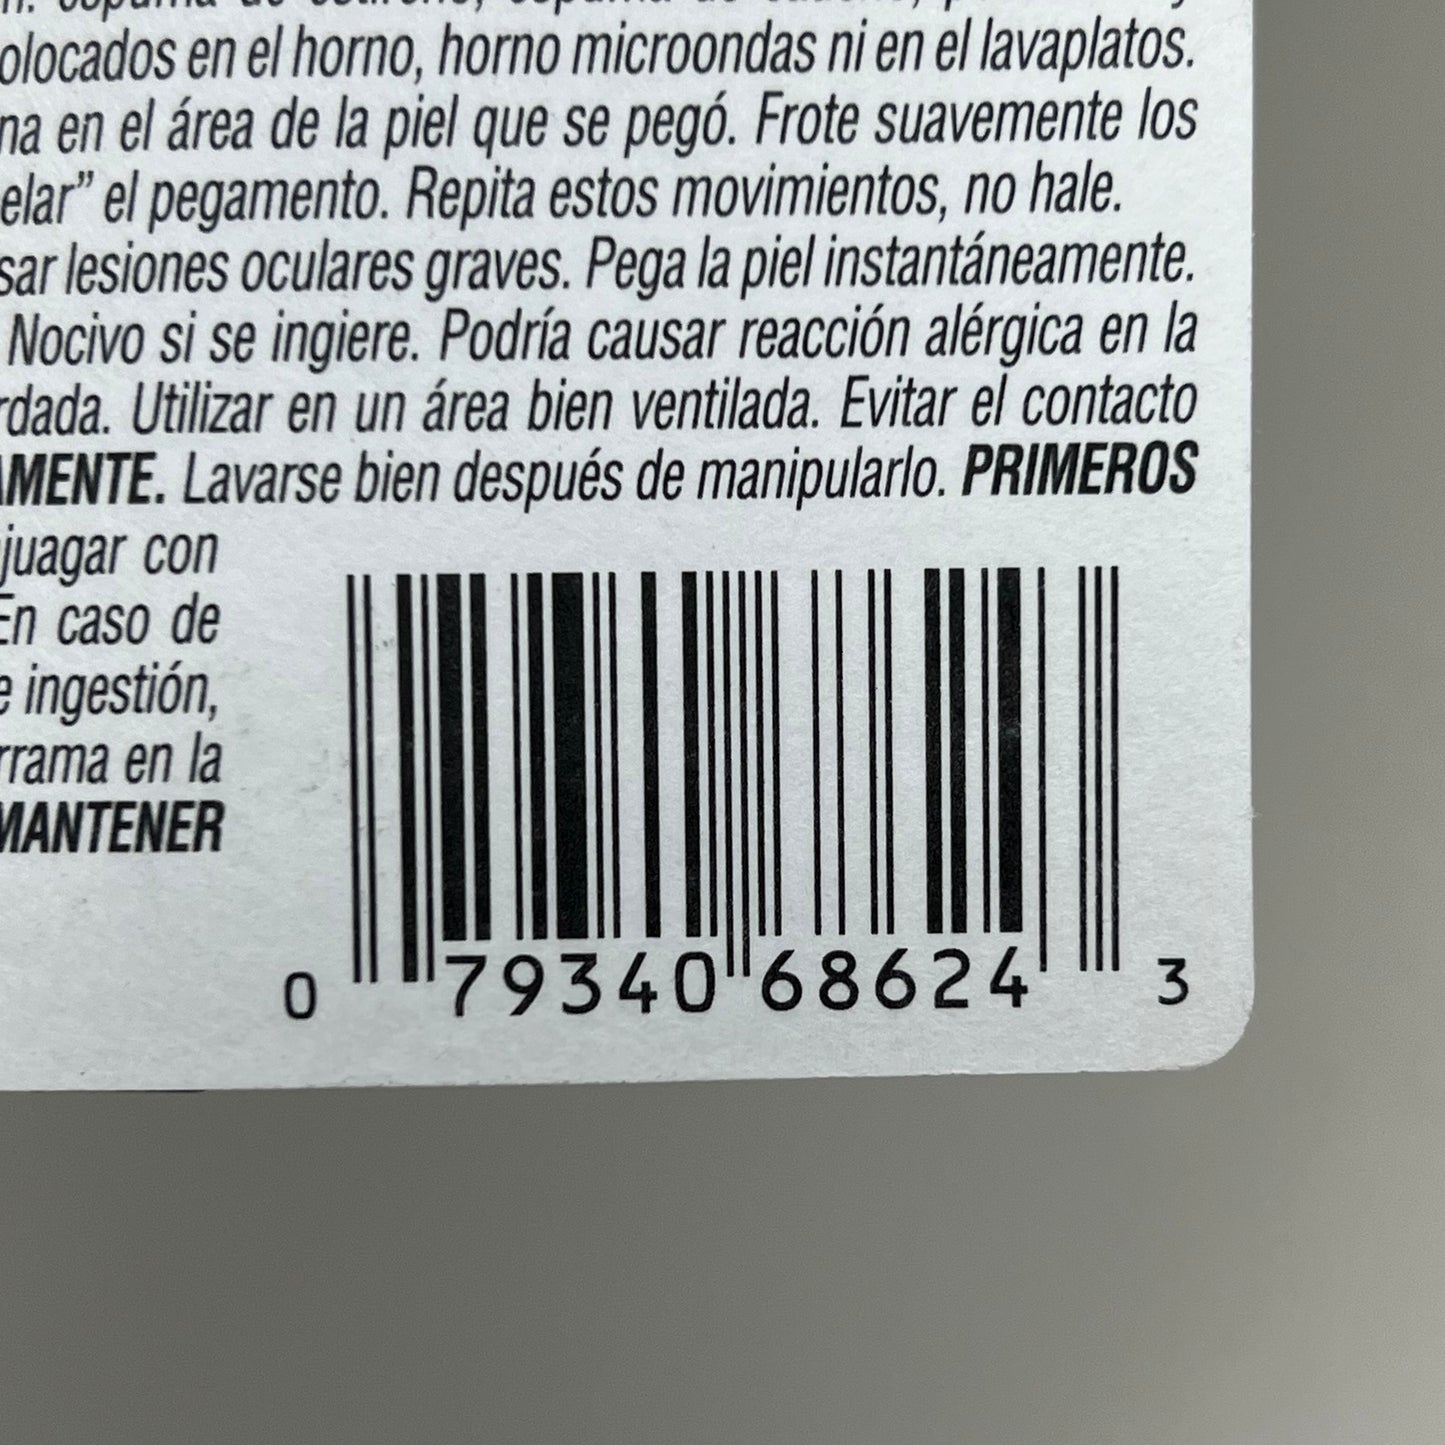 olocados en el horno, horno microondas ni en el lavaplatos.
na en el área de la piel que se pegó. Frote suavemente los
elar” el pegamento. Repita estos movimientos, no hale.
sar lesiones oculares graves. Pega la piel instantáneamente.
Nocivo si se ingiere. Podría causar reacción alérgica en la
rdada. Utilizar en un área bien ventilada. Evitar el contacto
AMENTE. Lavarse bien después de manipularlo. PRIMEROS
juagar con
En caso de
e ingestión,
rrama en la
MANTENER
0 79340 68624 3